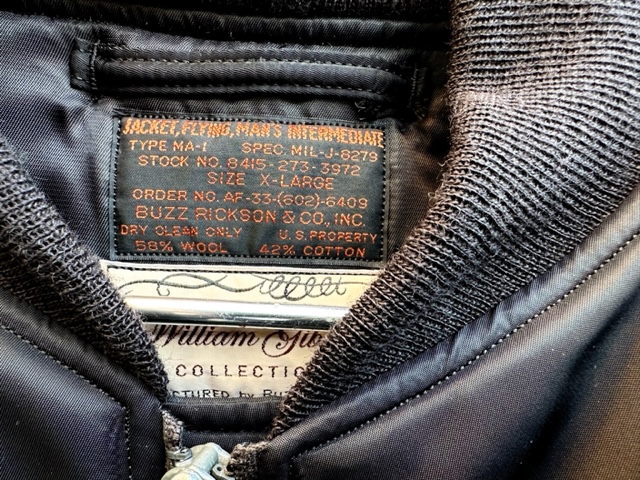 JACKET, FLYING, MAN'S INTERMEDIATE
TYPE MA-1 SPEC. MIL-J-8279
STOCK NO. 8415-273-3972
SIZE X-LARGE
ORDER NO. AF-33-(602)-6409
BUZZ RICKSON & CO., INC.
DRY CLEAN ONLY U.S. PROPERTY
58% WOOL 42% COTTON
William